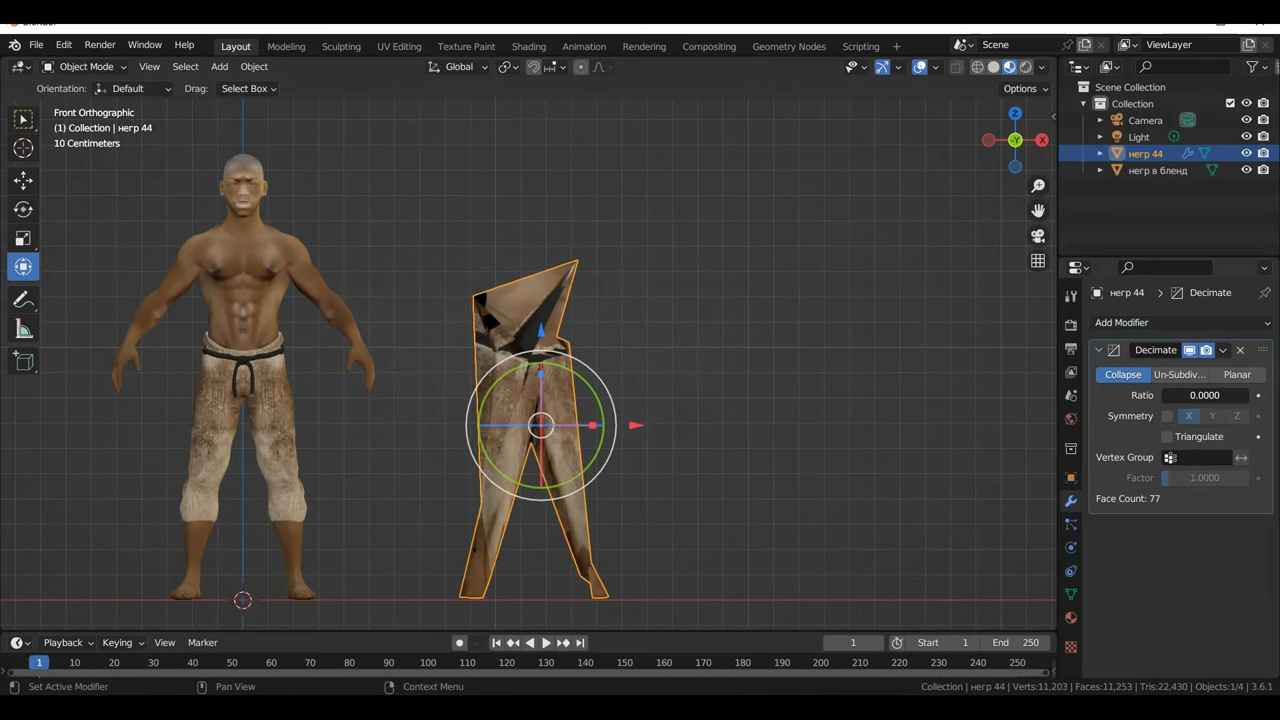 Blender
File Edit Render Window Help Layout Modeling Sculpting UV Editing Texture Paint Shading Animation Rendering Compositing Geometry Nodes Scripting + Scene ViewLayer
Object Mode View Select Add Object Global
Orientation: Default Drag: Select Box Options
Front Orthographic
(1) Collection | негр 44
10 Centimeters
Z
-Y
X
Scene Collection
Collection
Camera
Light
негр 44
негр в бленд
негр 44 > Decimate
Add Modifier
Decimate
Collapse Un-Subdiv... Planar
Ratio 0.0000
Symmetry X Y Z
Triangulate
Vertex Group
Factor 1.0000
Face Count: 77
Playback Keying View Marker 1 Start 1 End 250
1 10 20 30 40 50 60 70 80 90 100 110 120 130 140 150 160 170 180 190 200 210 220 230 240 250
Set Active Modifier Pan View Context Menu Collection | негр 44 | Verts:11,203 | Faces:11,253 | Tris:22,430 | Objects:1/4 | 3.6.1